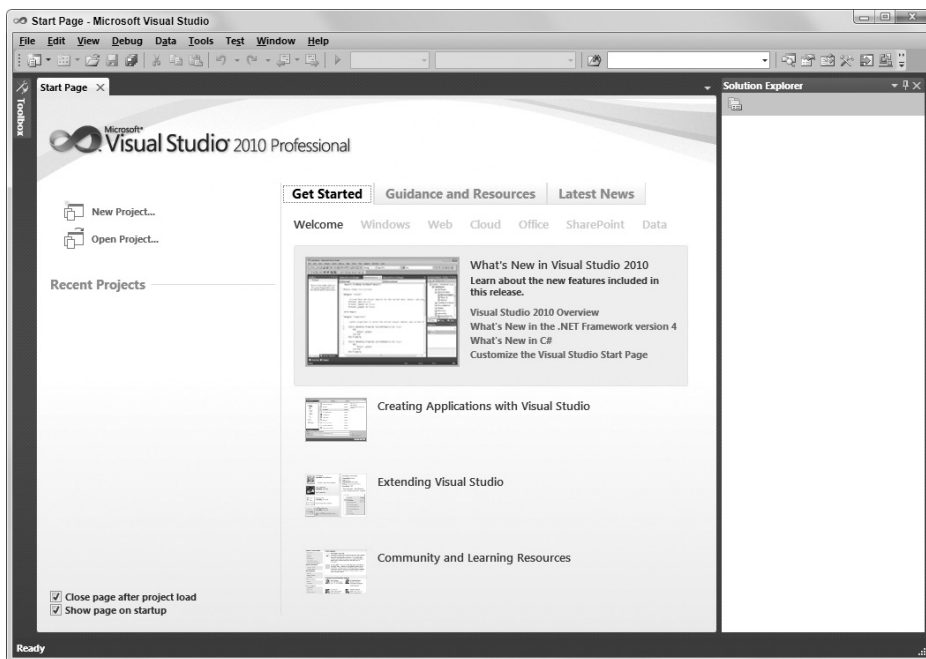 Start Page - Microsoft Visual Studio
File Edit View Debug Data Tools Test Window Help
Toolbox
Start Page
Solution Explorer
Microsoft®
Visual Studio® 2010 Professional
New Project...
Open Project...
Recent Projects
Close page after project load
Show page on startup
Get Started Guidance and Resources Latest News
Welcome Windows Web Cloud Office SharePoint Data
What's New in Visual Studio 2010
Learn about the new features included in
this release.
Visual Studio 2010 Overview
What's New in the .NET Framework version 4
What's New in C#
Customize the Visual Studio Start Page
Creating Applications with Visual Studio
Extending Visual Studio
Community and Learning Resources
Ready